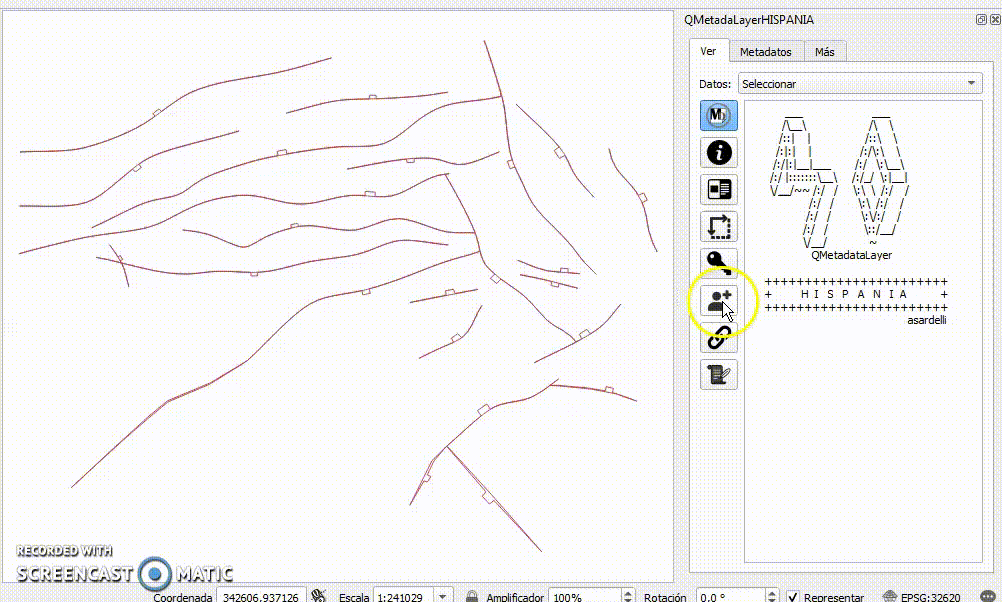 QMetadaLayerHISPANIA
Ver Metadatos Más
Datos: Seleccionar
M
i
QMetadataLayer
+++++++++++++++++++++++
+ H I S P A N I A +
+++++++++++++++++++++++
asardelli
RECORDED WITH
SCREENCAST MATIC
Coordenada 342606,937126 Escala 1:241029 Amplificador 100% Rotación 0,0 ° Representar EPSG:32620